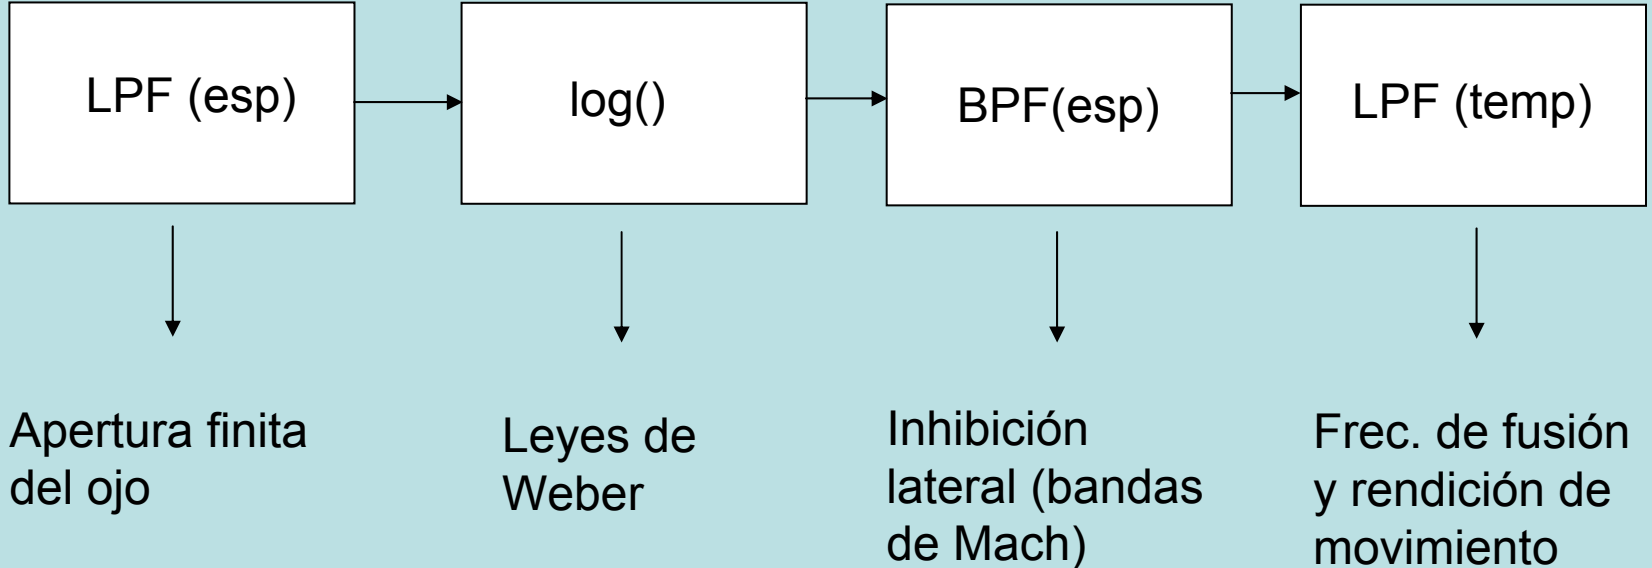 LPF (esp)
log()
BPF(esp)
LPF (temp)
Apertura finita
del ojo
Leyes de
Weber
Inhibición
lateral (bandas
de Mach)
Frec. de fusión
y rendición de
movimiento